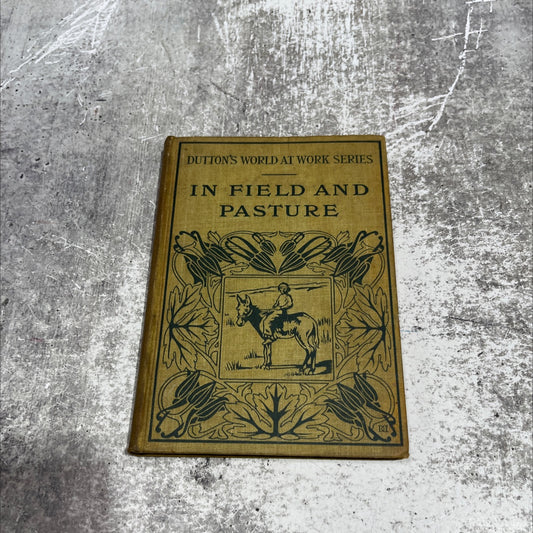 DUTTON'S WORLD AT WORK SERIES
IN FIELD AND
PASTURE